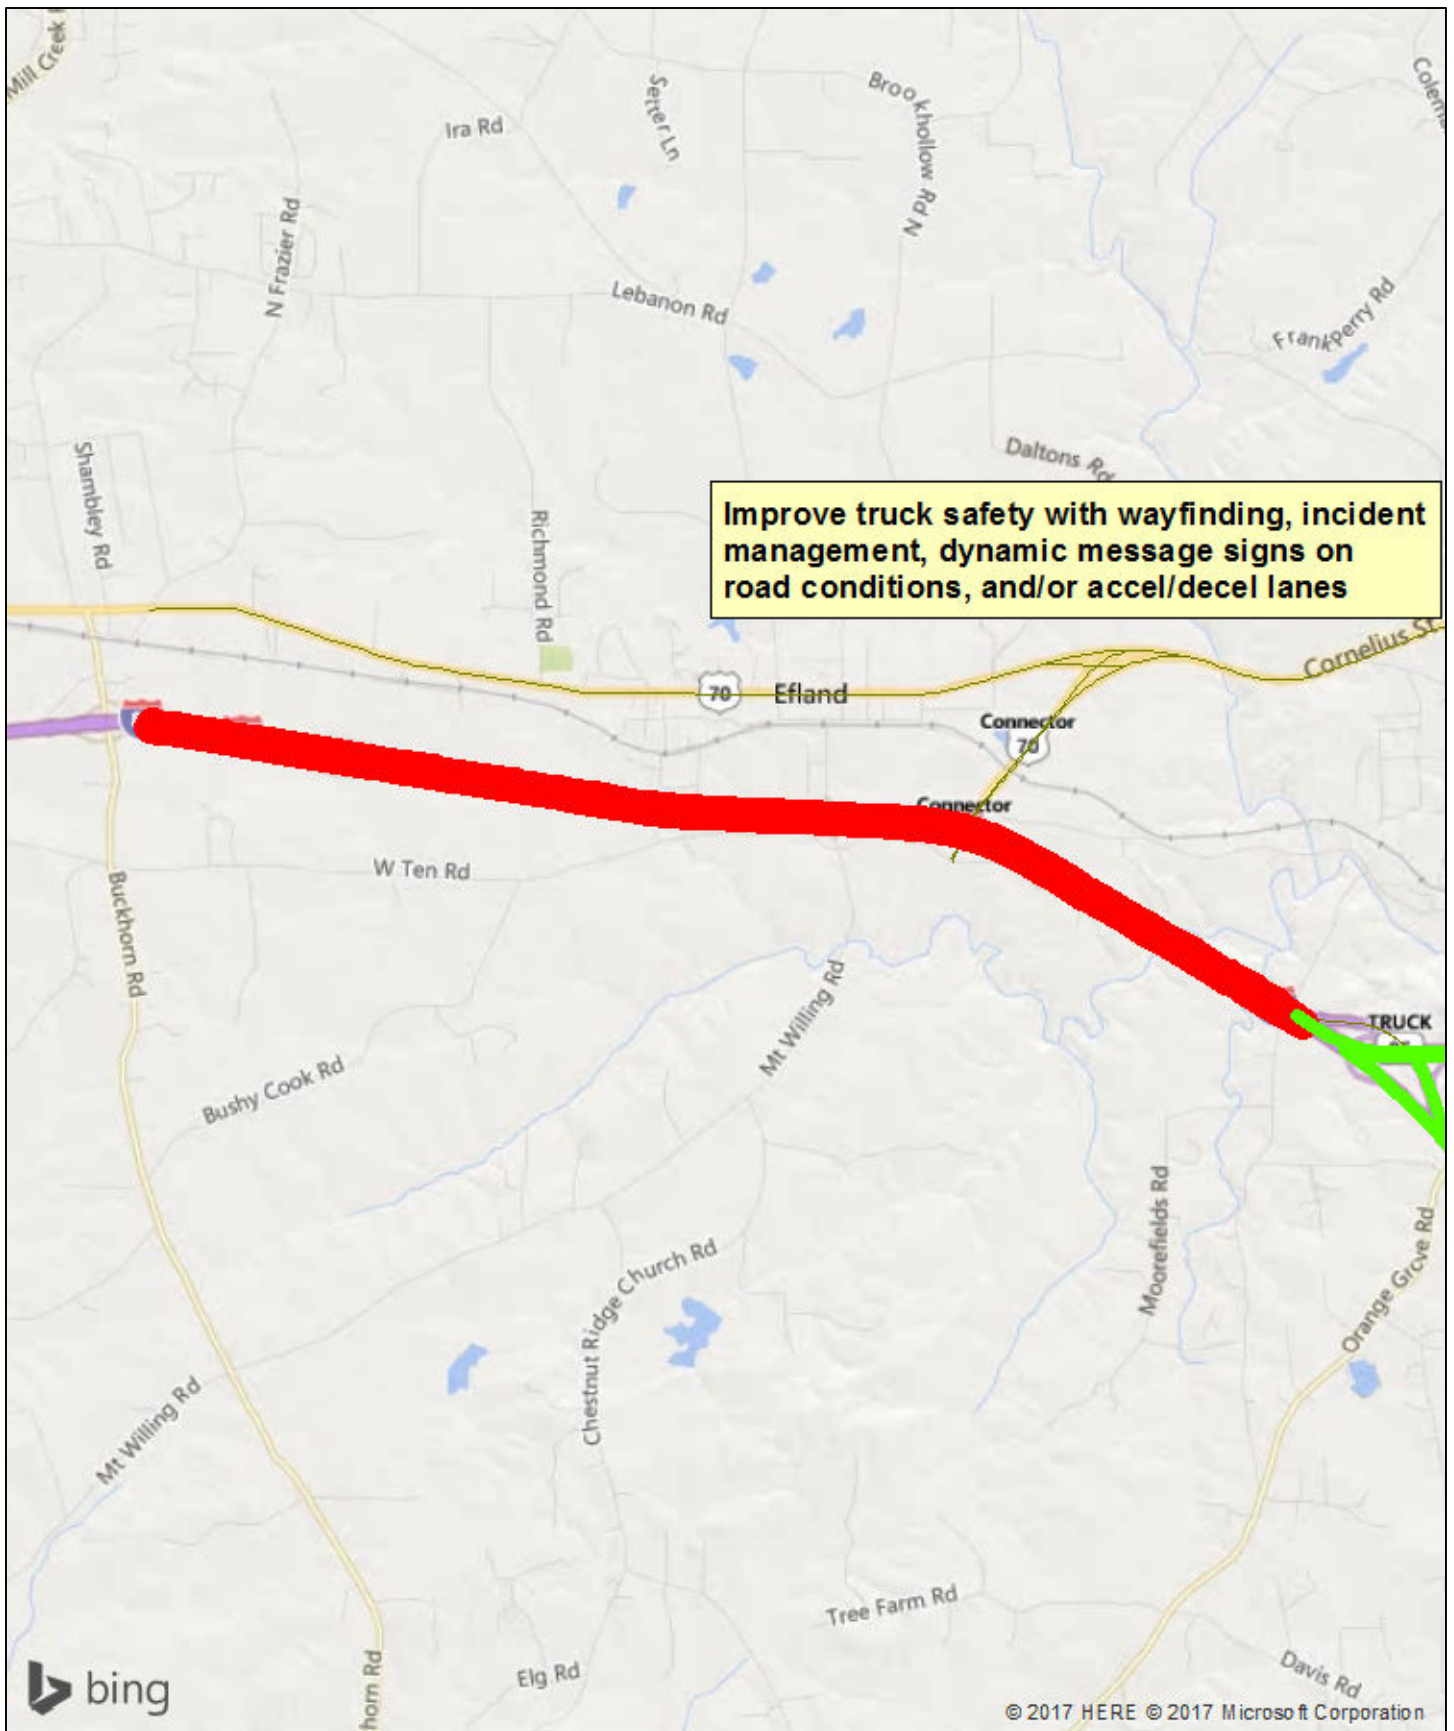 Mill Creek
Ira Rd
Setter Ln
Brookhollow Rd N
N Frazier Rd
Lebanon Rd
Frank Perry Rd
Shambley Rd
Richmond Rd
Daltons Rd
Improve truck safety with wayfinding, incident
management, dynamic message signs on
road conditions, and/or accel/decel lanes
Cornelius St
70
Efland
Connector
70
Connector
W Ten Rd
Buckhorn Rd
Mt Willing Rd
TRUCK
Bushy Cook Rd
Moorefields Rd
Orange Grove Rd
Chestnut Ridge Church Rd
Mt Willing Rd
Tree Farm Rd
Elg Rd
Davis Rd
horn Rd
bing
© 2017 HERE © 2017 Microsoft Corporation